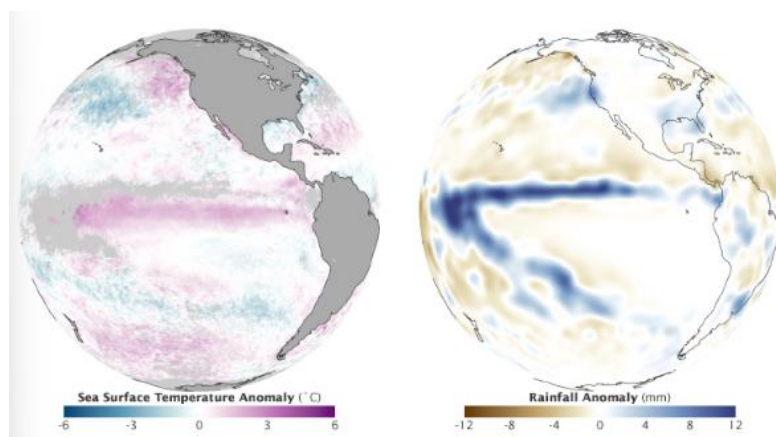 Sea Surface Temperature Anomaly (˚C)
-6 -3 0 3 6
Rainfall Anomaly (mm)
-12 -8 -4 0 4 8 12